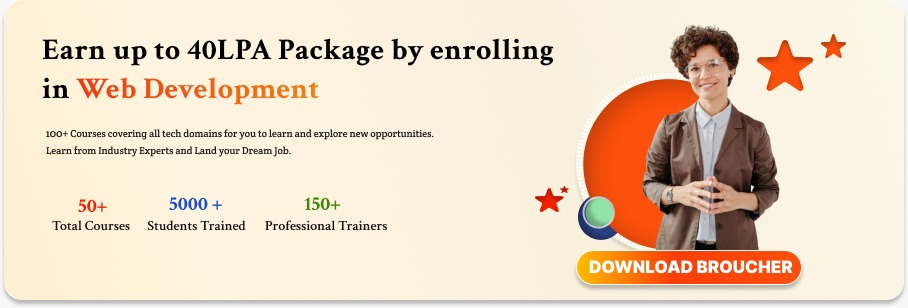 Earn up to 40LPA Package by enrolling
in Web Development
100+ Courses covering all tech domains for you to learn and explore new opportunities.
Learn from Industry Experts and Land your Dream Job.
50+ 5000 + 150+
Total Courses Students Trained Professional Trainers
DOWNLOAD BROUCHER